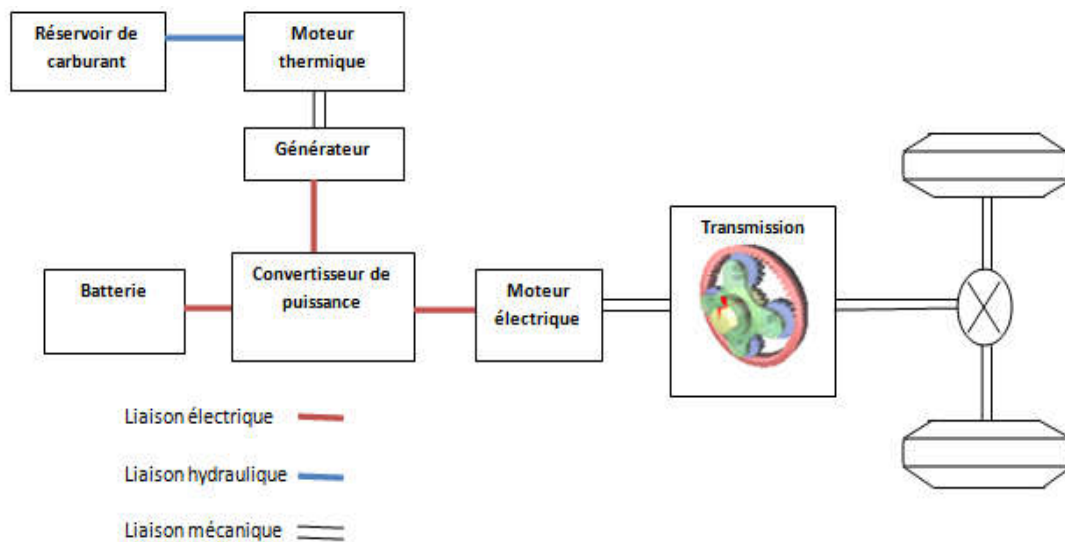 Réservoir de
carburant
Moteur
thermique
Générateur
Transmission
Batterie
Convertisseur de
puissance
Moteur
électrique
Liaison électrique
Liaison hydraulique
Liaison mécanique